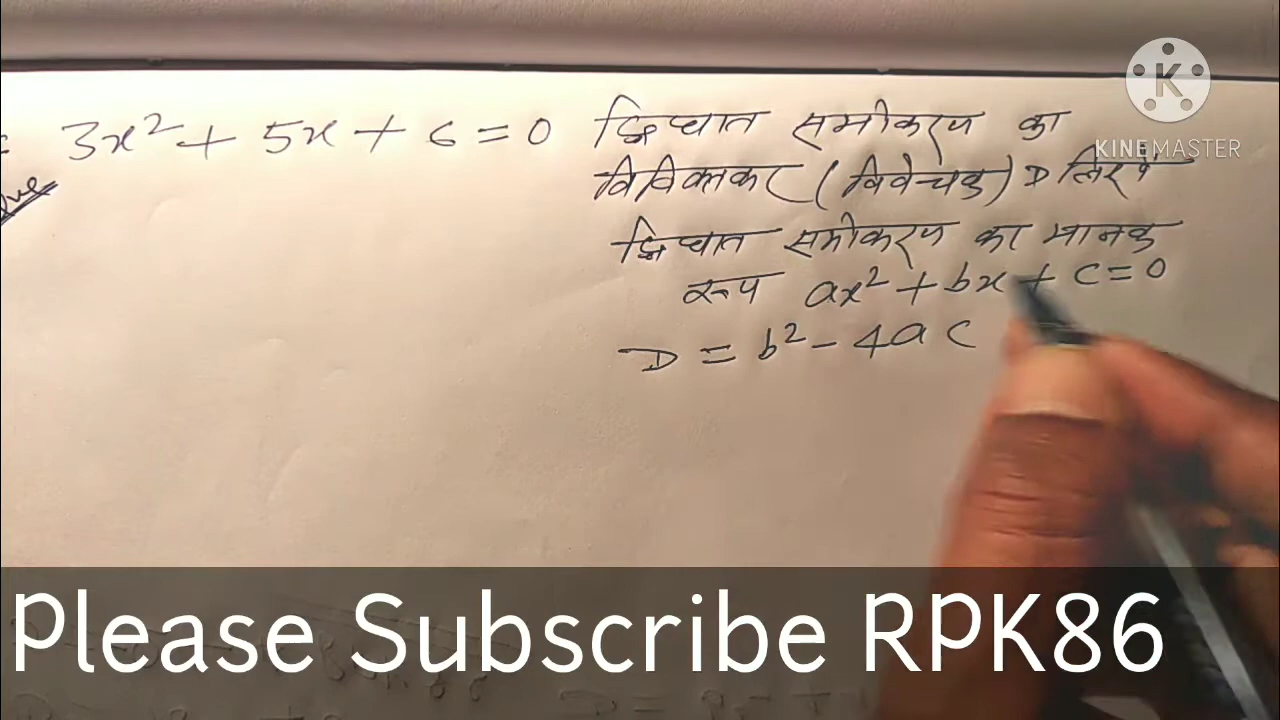 = 3x² + 5x + 6 = 0 द्विघात समीकरण का
विविक्तकर (विवेचक) D लिखें
द्विघात समीकरण का मानक
रूप ax² + bx + c = 0
D = b² - 4ac
KINEMASTER
Please Subscribe RPK86